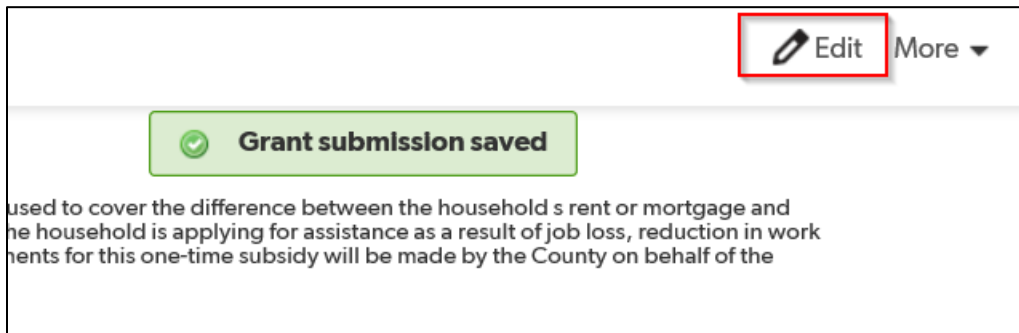 Edit More
Grant submission saved
used to cover the difference between the household s rent or mortgage and
he household is applying for assistance as a result of job loss, reduction in work
nents for this one-time subsidy will be made by the County on behalf of the